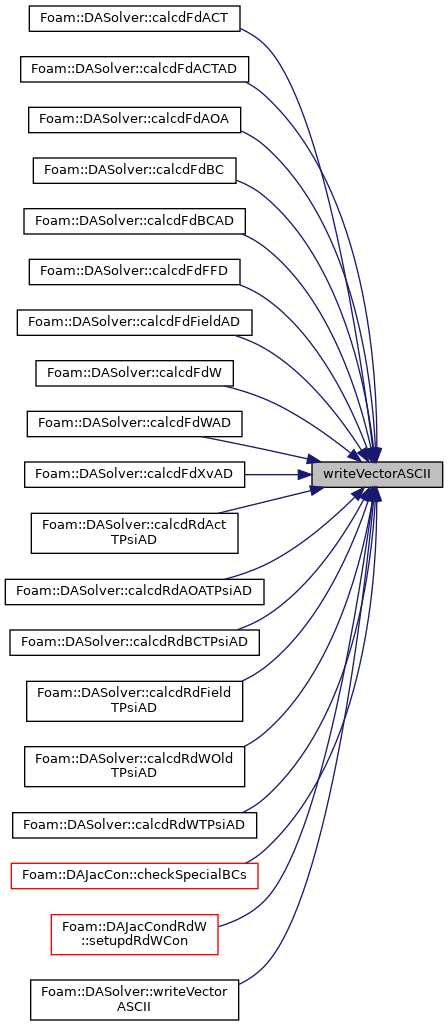 Foam::DASolver::calcdFdACT
Foam::DASolver::calcdFdACTAD
Foam::DASolver::calcdFdAOA
Foam::DASolver::calcdFdBC
Foam::DASolver::calcdFdBCAD
Foam::DASolver::calcdFdFFD
Foam::DASolver::calcdFdFieldAD
Foam::DASolver::calcdFdW
Foam::DASolver::calcdFdWAD
Foam::DASolver::calcdFdXvAD
writeVectorASCII
Foam::DASolver::calcdRdAct
TPsiAD
Foam::DASolver::calcdRdAOATPsiAD
Foam::DASolver::calcdRdBCTPsiAD
Foam::DASolver::calcdRdField
TPsiAD
Foam::DASolver::calcdRdWOld
TPsiAD
Foam::DASolver::calcdRdWTPsiAD
Foam::DAJacCon::checkSpecialBCs
Foam::DAJacCondRdW
::setupdRdWCon
Foam::DASolver::writeVector
ASCII